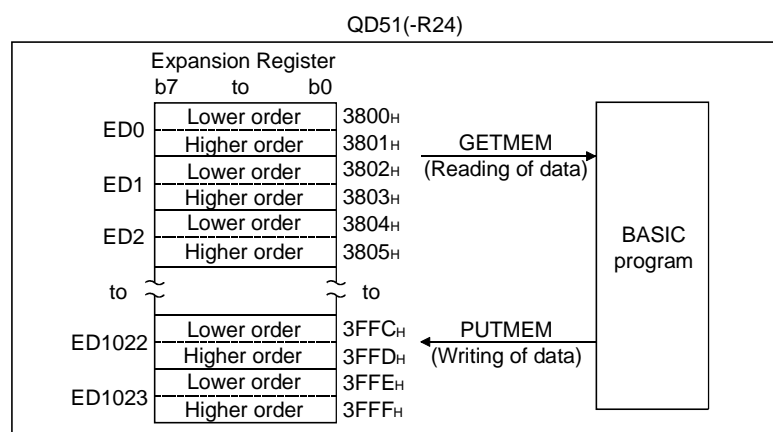 QD51(-R24)
Expansion Register
b7 to b0
ED0 Lower order 3800H
Higher order 3801H
ED1 Lower order 3802H
Higher order 3803H
ED2 Lower order 3804H
Higher order 3805H
to to
ED1022 Lower order 3FFCH
Higher order 3FFDH
ED1023 Lower order 3FFEH
Higher order 3FFFH
GETMEM
(Reading of data)
PUTMEM
(Writing of data)
BASIC
program